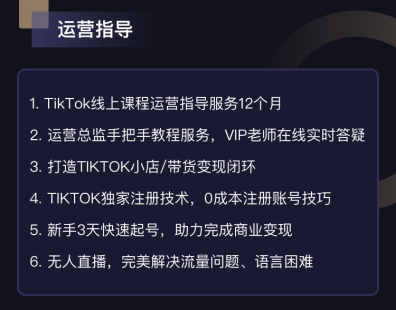 运营指导
1. TikTok线上课程运营指导服务12个月
2. 运营总监手把手教程服务，VIP老师在线实时答疑
3. 打造TIKTOK小店/带货变现闭环
4. TIKTOK独家注册技术，0成本注册账号技巧
5. 新手3天快速起号，助力完成商业变现
6. 无人直播，完美解决流量问题、语言困难